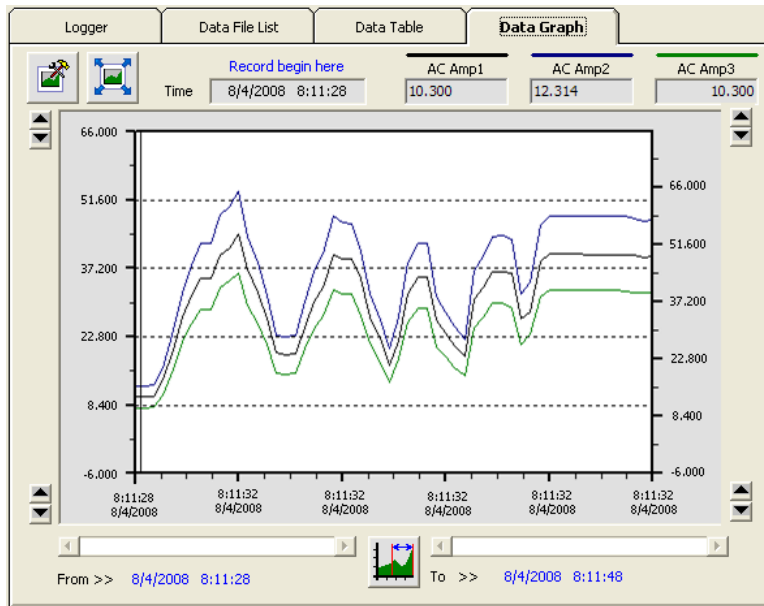 Logger Data File List Data Table Data Graph
Record begin here AC Amp1 AC Amp2 AC Amp3
Time 8/4/2008 8:11:28 10.300 12.314 10.300
66.000
51.600
37.200
22.800
8.400
-6.000
66.000
51.600
37.200
22.800
8.400
-6.000
8:11:28 8:11:32 8:11:32 8:11:32 8:11:32 8:11:32
8/4/2008 8/4/2008 8/4/2008 8/4/2008 8/4/2008 8/4/2008
From >> 8/4/2008 8:11:28 To >> 8/4/2008 8:11:48